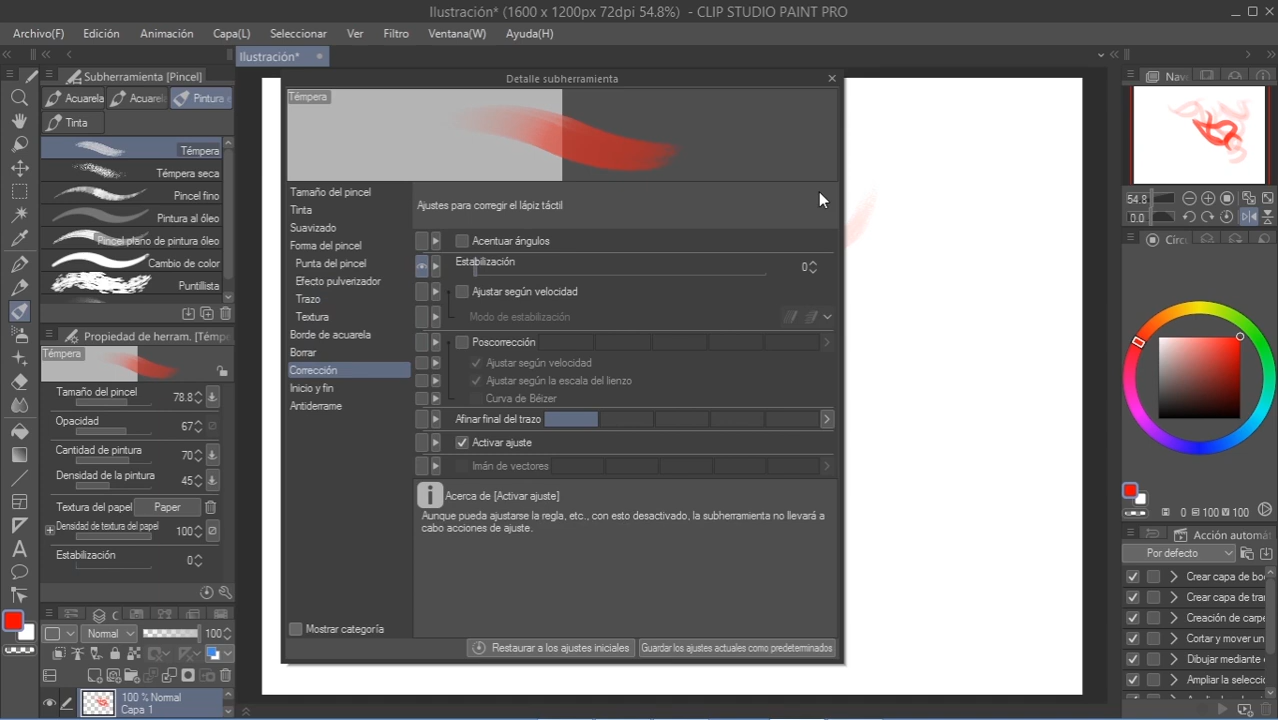 Ilustración* (1600 x 1200px 72dpi 54.8%) - CLIP STUDIO PAINT PRO
Archivo(F) Edición Animación Capa(L) Seleccionar Ver Filtro Ventana(W) Ayuda(H)
Subherramienta [Pincel]
Acuarela Pintura
Tinta
Témpera
Témpera seca
Pincel fino
Pintura al óleo
Pincel plano de pintura óleo
Cambio de color
Puntillista
Propiedad de herram. [Témpo
Témpera
Tamaño del pincel 78.8
Opacidad 67
Cantidad de pintura 70
Densidad de la pintura 45
Textura del papel Paper
Densidad de textura del papel 100
Estabilización 0
Normal 100
100 % Normal
Capa 1
Ilustración*
Detalle subherramienta
Témpera
Tamaño del pincel
Tinta
Suavizado
Forma del pincel
Punta del pincel
Efecto pulverizador
Trazo
Textura
Borde de acuarela
Borrar
Corrección
Inicio y fin
Antiderrame
Mostrar categoría
Ajustes para corregir el lápiz táctil
Acentuar ángulos
Estabilización 0
Ajustar según velocidad
Modo de estabilización
Poscorrección
Ajustar según velocidad
Ajustar según la escala del lienzo
Curva de Béizer
Afinar final del trazo
Activar ajuste
Imán de vectores
Acerca de [Activar ajuste]
Aunque pueda ajustarse la regla, etc., con esto desactivado, la subherramienta no llevará a
cabo acciones de ajuste.
Restaurar a los ajustes iniciales Guardar los ajustes actuales como predeterminados
Nav
54.8
0.0
Círc
0 100 100
Acción automát
Por defecto
Crear capa de bo
Crear capa de tra
Creación de carpe
Cortar y mover un
Dibujar mediante
Ampliar la selecci